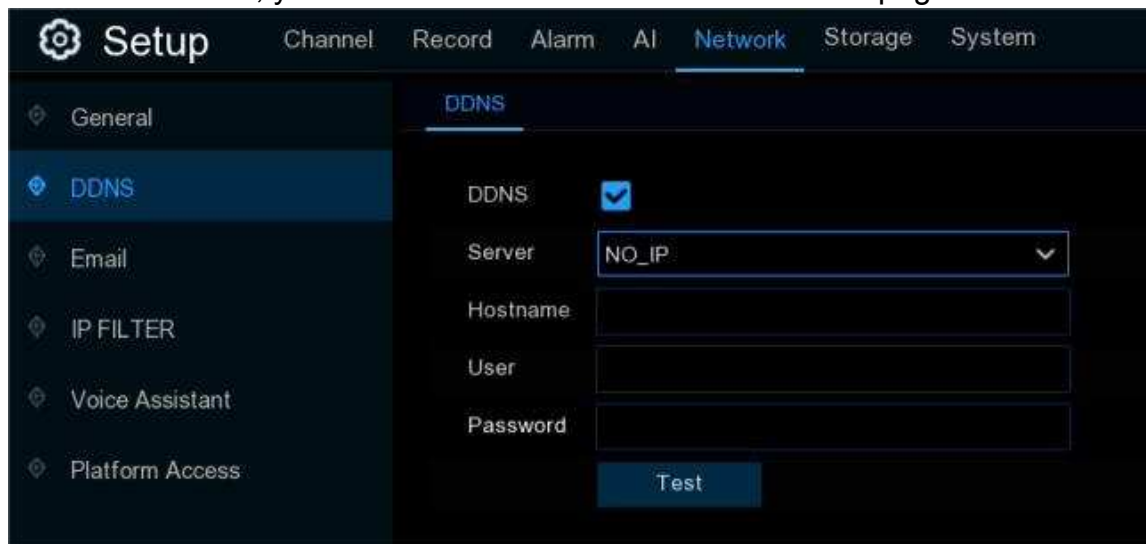 Setup Channel Record Alarm AI Network Storage System
General
DDNS
Email
IP FILTER
Voice Assistant
Platform Access
DDNS
DDNS
Server NO_IP
Hostname
User
Password
Test